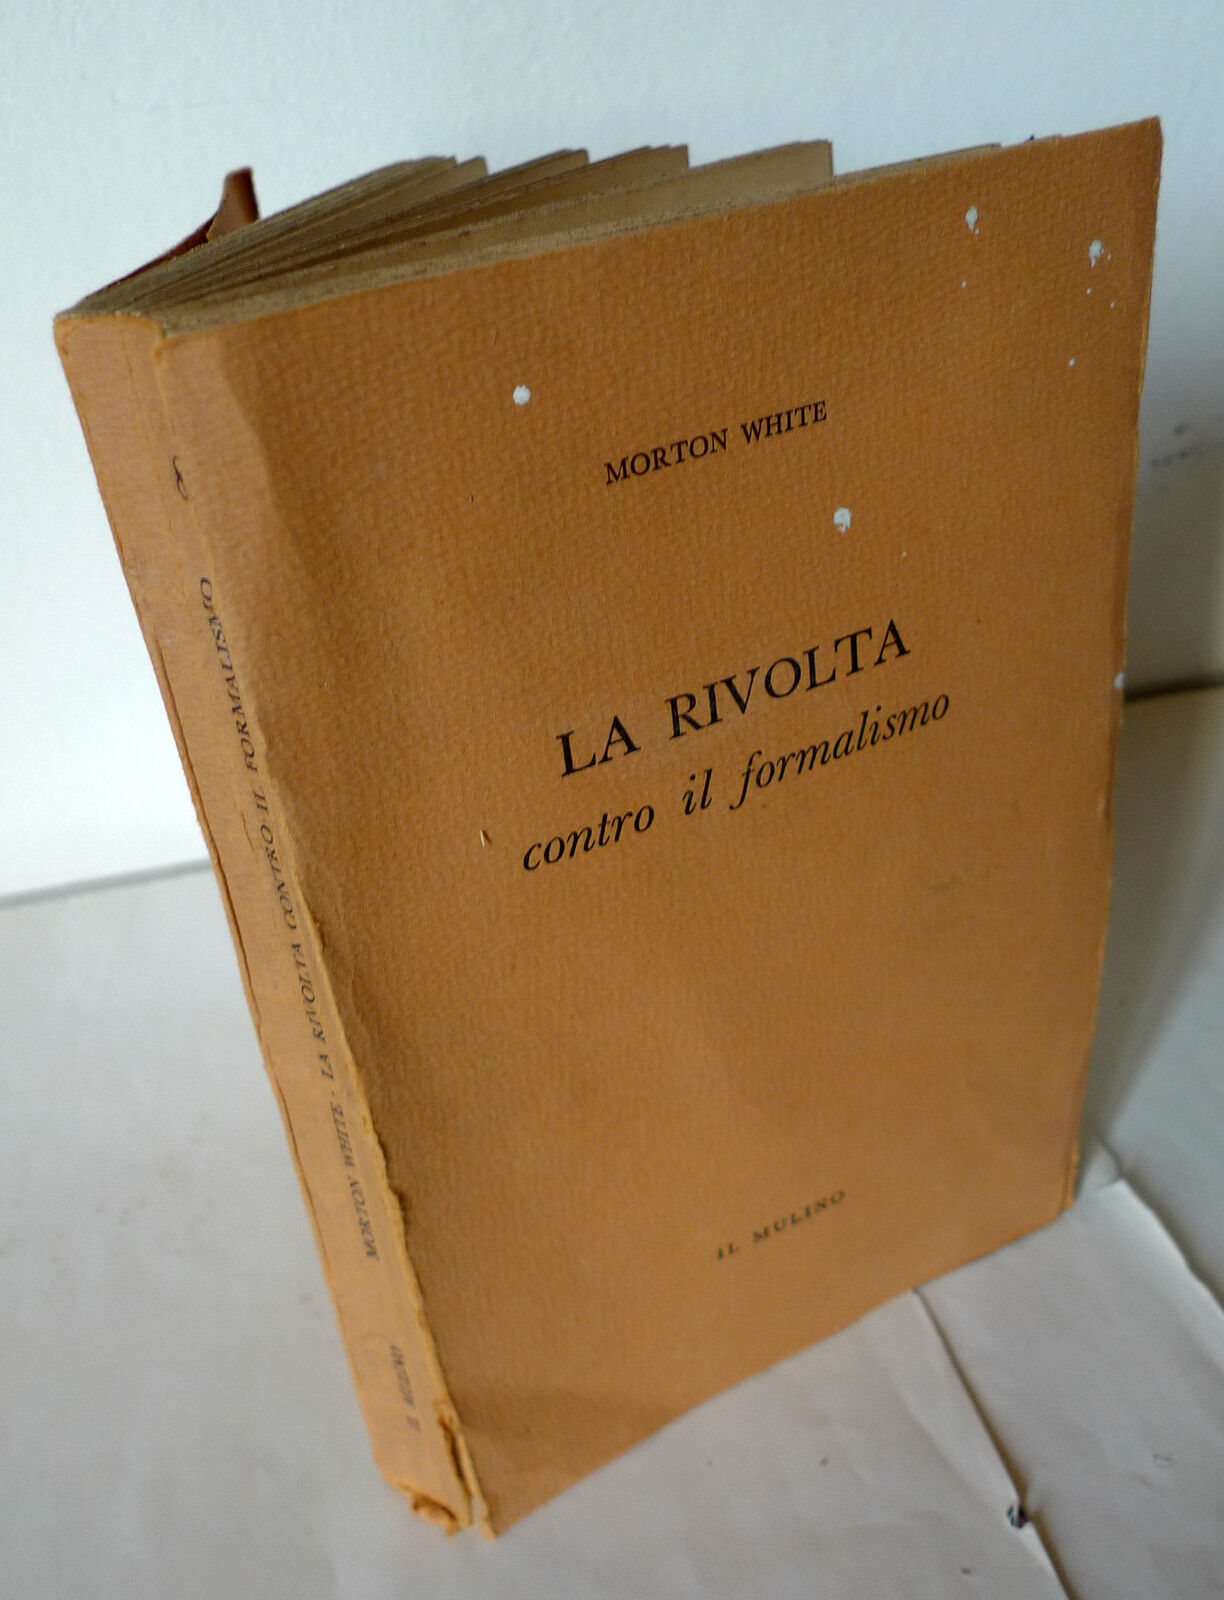 MORTON WHITE
LA RIVOLTA
contro il formalismo
IL MULINO
MORTON WHITE · LA RIVOLTA CONTRO IL FORMALISMO
IL MULINO